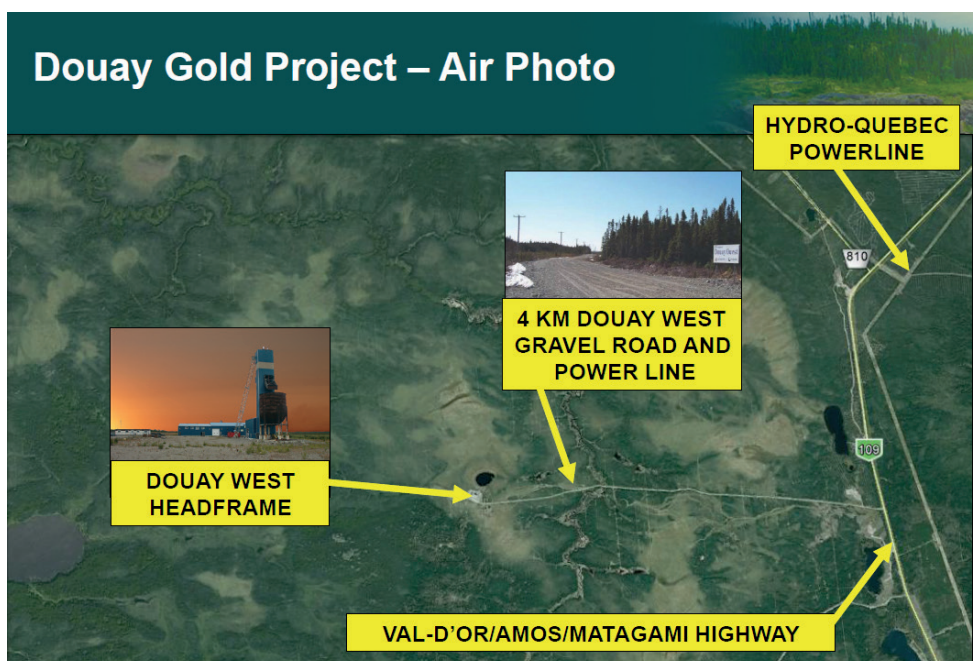 Douay Gold Project – Air Photo
HYDRO-QUEBEC
POWERLINE
810
4 KM DOUAY WEST
GRAVEL ROAD AND
POWER LINE
109
DOUAY WEST
HEADFRAME
VAL-D'OR/AMOS/MATAGAMI HIGHWAY